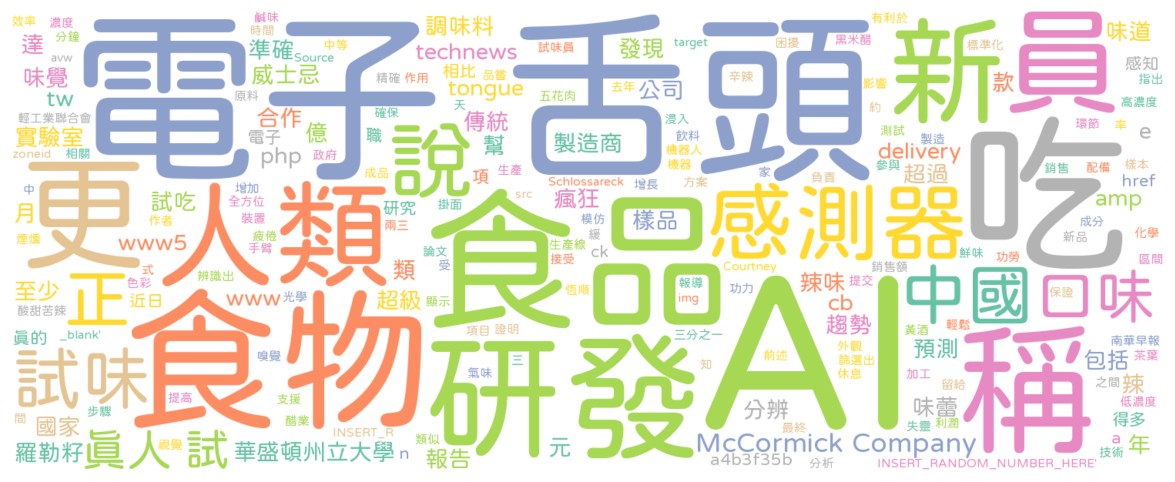 電子舌頭
新
員
味道
效率
濃度
鹹味
時間
中等
試味員
調味料
technews
發現
target
困擾
有利於
黑米醋
標準化
感知
指出
達
分鐘
avw
味覺
tw
準確
Source
威士忌
原料
精確
作用
相比
品嘗
tongue
五花肉
去年
公司
辛辣
影響
約
款
高濃度
環節
輕工業聯合會
實驗室
zoneid
相關
合作
電子
php
億
政府
天
職
確保
傳統
幫
浸入
製造商
飲料
機器人
機器
測試
製造
率
e
delivery
參與
超過
銷售
配備
樣本
href
amp
更
說
中
月
試吃
作者
增加
全方位
裝置
疲倦
手臂
成品
項
生產
研究
兩三
掛面
Schlossareck
增長
src
瘋狂
方案
家
負責
感測器
吃
成分
化學
新品
煙燻
www5
人類
食品
論文
受
類
模仿
緩
樣品
生產線
接受
ck
鮮味
功勞
區間
正
至少
近日
式
色彩
辨識出
嗅覺
www
光學
超級
顯示
恆順
報導
img
功力
Courtney
辣味
cb
提交
銷售額
中國
口味
保證
酸甜苦辣
真的
_blank'
食物
項目
證明
三分之一
趨勢
黃酒
輕鬆
南華早報
研發
AI
稱
外觀
篩選出
休息
預測
包括
茶葉
試味
氣味
三
知
前述
加工
留給
之間
辣
提高
支援
醋業
步驟
間
國家
INSERT_R
分辨
味蕾
低濃度
得多
技術
羅勒籽
真人試
視覺
華盛頓州立大學
n
類似
報告
元
McCormick Company
最終
失靈
利潤
a
年
a4b3f35b
分析
INSERT_RANDOM_NUMBER_HERE'